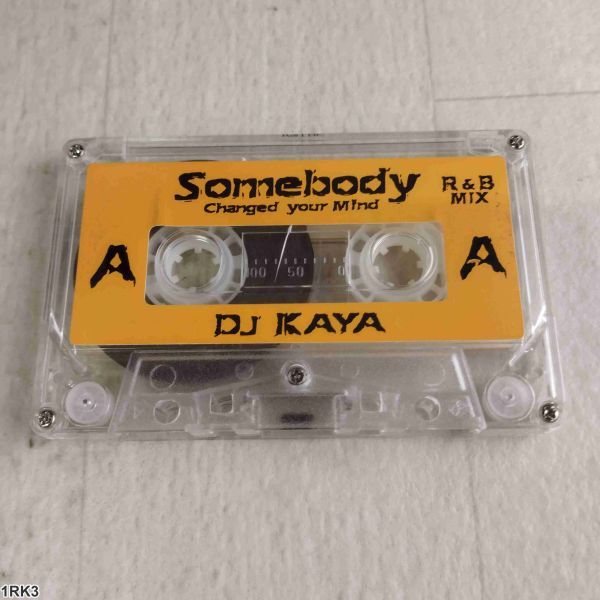 Somebody
Changed your Mind
R & B
MIX
A
A
100 50 0
DJ KAYA
1RK3